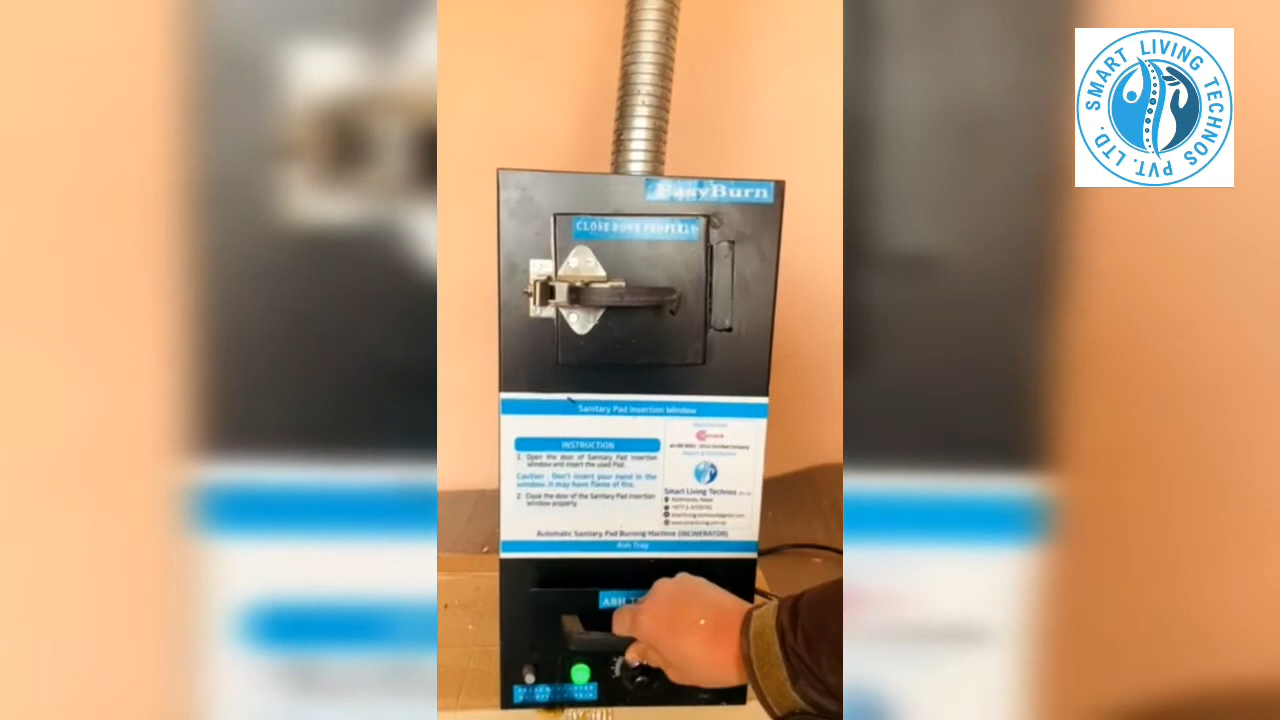 SMART LIVING TECHNOS PVT. LTD.
EasyBurn
CLOSE DOOR PROPERLY
Sanitary Pad Insertion Window
INSTRUCTION
1. Open the door of Sanitary Pad Insertion
window and insert the used Pad.
Caution : Don't insert your hand in the
window. It may have flame of fire.
2. Close the door of the Sanitary Pad Insertion
window properly.
Smart Living Technos
Kathmandu, Nepal
Automatic Sanitary Pad Burning Machine (INCINERATOR)
Ash Tray
ASH